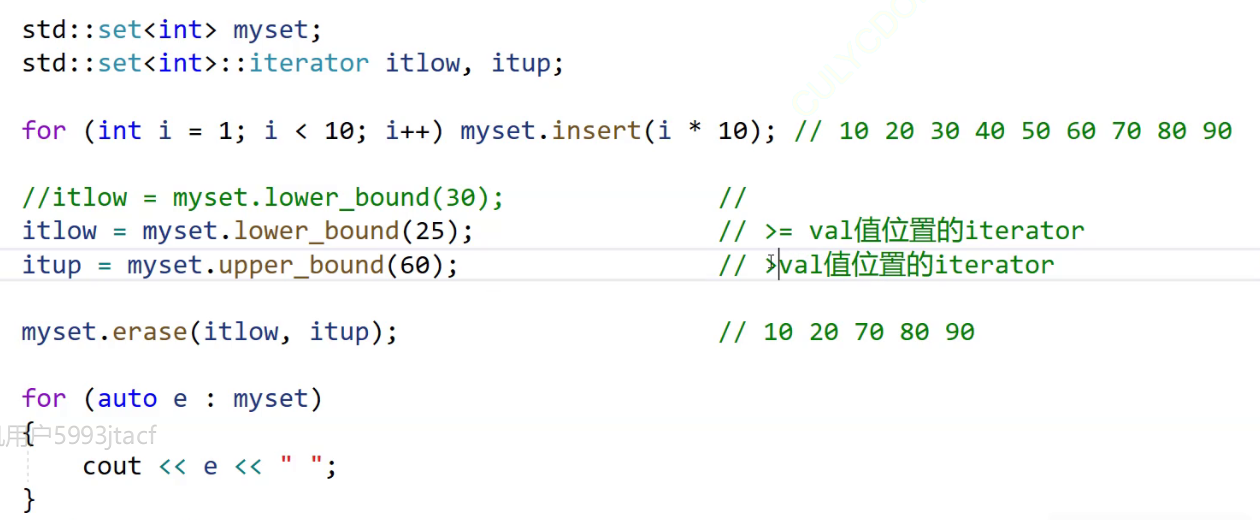 std::set<int> myset;
std::set<int>::iterator itlow, itup;
for (int i = 1; i < 10; i++) myset.insert(i * 10); // 10 20 30 40 50 60 70 80 90
//itlow = myset.lower_bound(30); //
itlow = myset.lower_bound(25); // >= val值位置的iterator
itup = myset.upper_bound(60); // >val值位置的iterator
myset.erase(itlow, itup); // 10 20 70 80 90
for (auto e : myset)
{
用户5993jtacf
cout << e << " ";
}